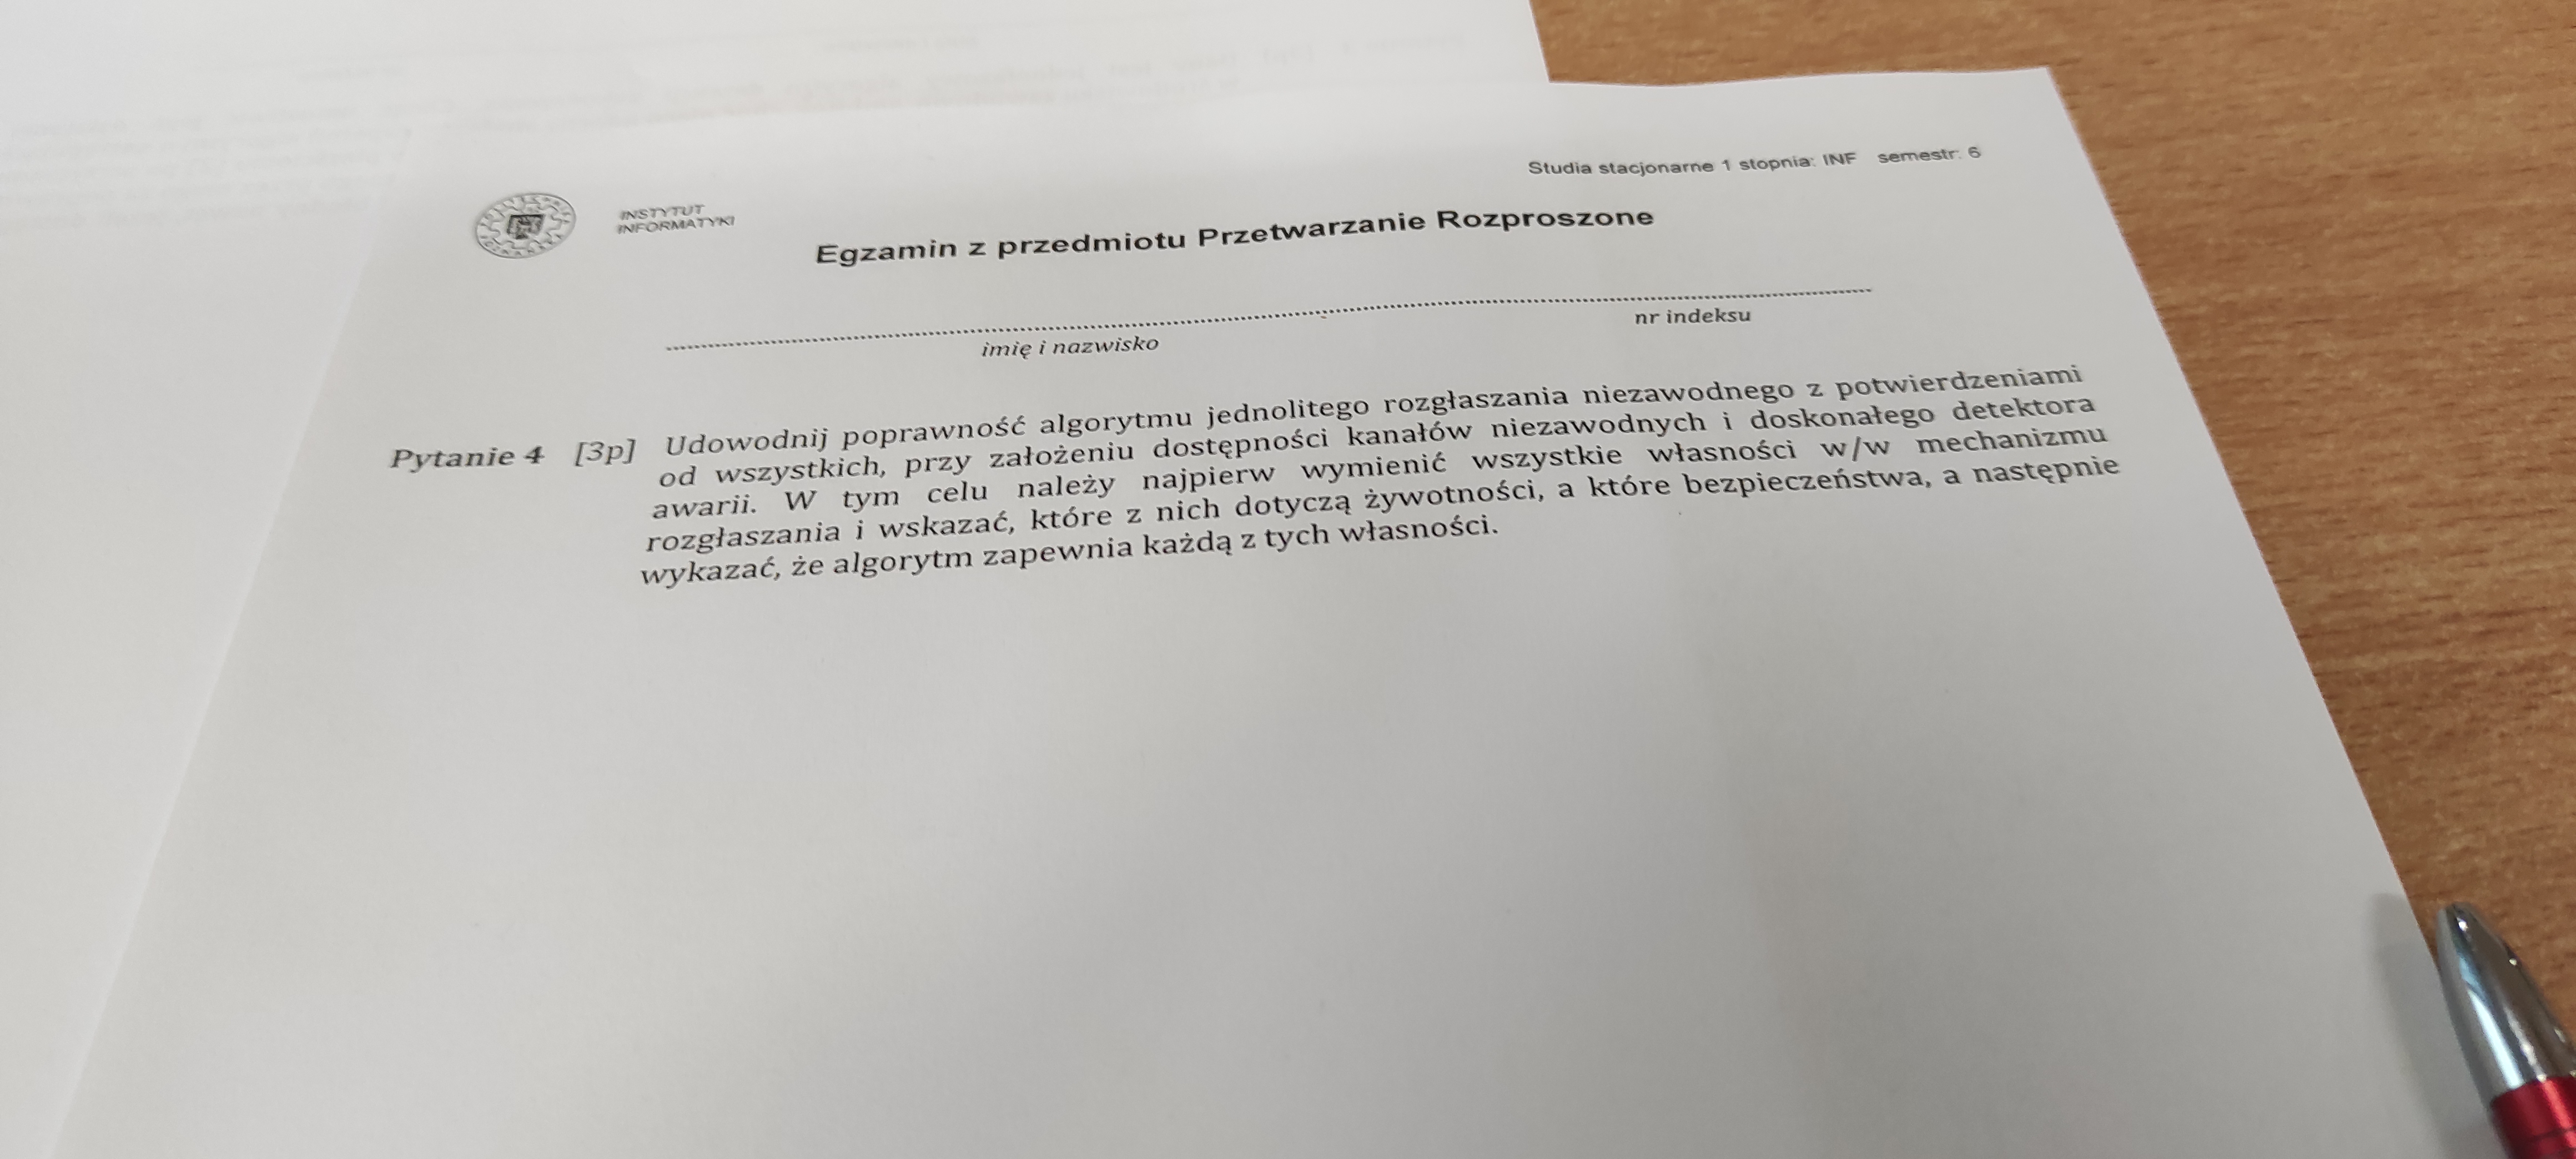 Studia stacjonarne 1 stopnia: INF semestr: 6
INSTYTUT
INFORMATYKI
Egzamin z przedmiotu Przetwarzanie Rozproszone
imię i nazwisko
nr indeksu
Pytanie 4 [3p] Udowodnij poprawność algorytmu jednolitego rozgłaszania niezawodnego z potwierdzeniami
od wszystkich, przy założeniu dostępności kanałów niezawodnych i doskonałego detektora
awarii. W tym celu należy najpierw wymienić wszystkie własności w/w mechanizmu
rozgłaszania i wskazać, które z nich dotyczą żywotności, a które bezpieczeństwa, a następnie
wykazać, że algorytm zapewnia każdą z tych własności.